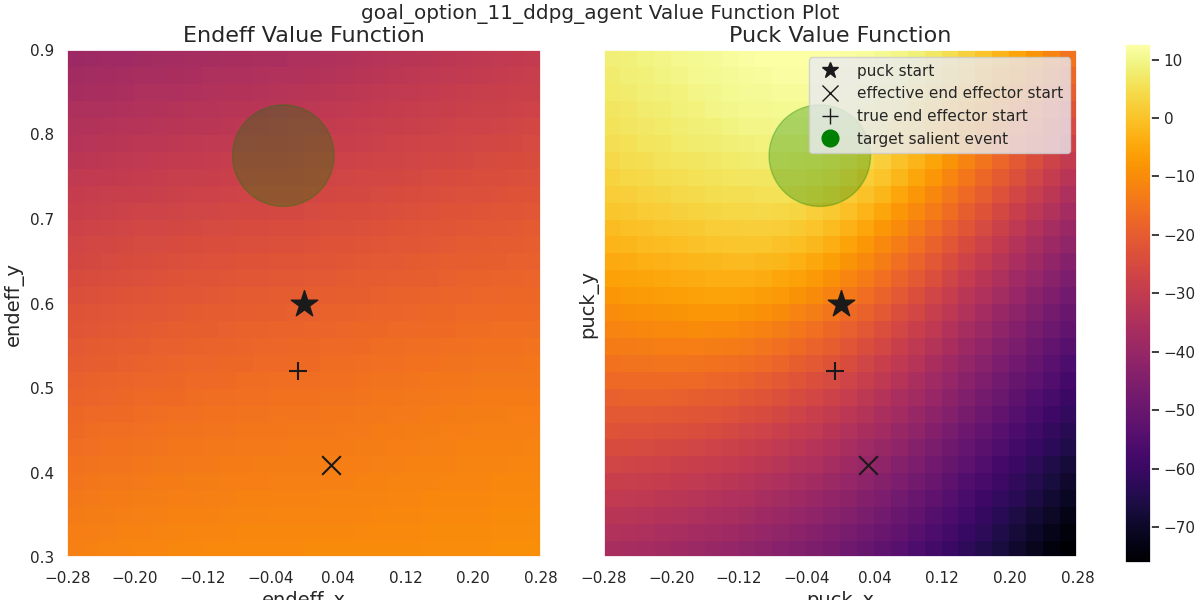 goal_option_11_ddpg_agent Value Function Plot
Endeff Value Function
Puck Value Function
endeff_y
0.9
0.8
0.7
0.6
0.5
0.4
0.3
−0.28 −0.20 −0.12 −0.04 0.04 0.12 0.20 0.28
endeff_x
puck_y
puck start
effective end effector start
true end effector start
target salient event
−0.28 −0.20 −0.12 −0.04 0.04 0.12 0.20 0.28
puck_x
10
0
−10
−20
−30
−40
−50
−60
−70